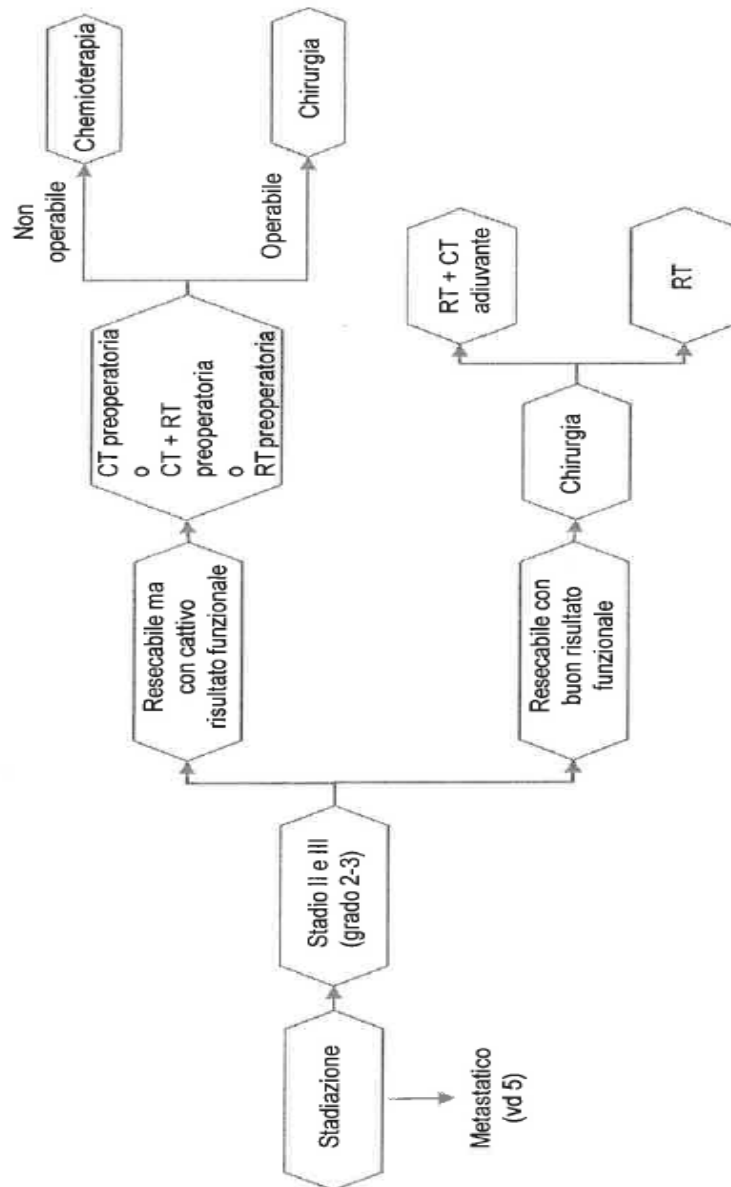 Stadiazione
Metastatico
(vd 5)
Stadio II e III
(grado 2-3)
Resecabile ma
con cattivo
risultato funzionale
CT preoperatoria
o
CT + RT
preoperatoria
o
RT preoperatoria
Non
operabile
Chemioterapia
Operabile
Chirurgia
Resecabile con
buon risultato
funzionale
Chirurgia
RT + CT
adiuvante
RT